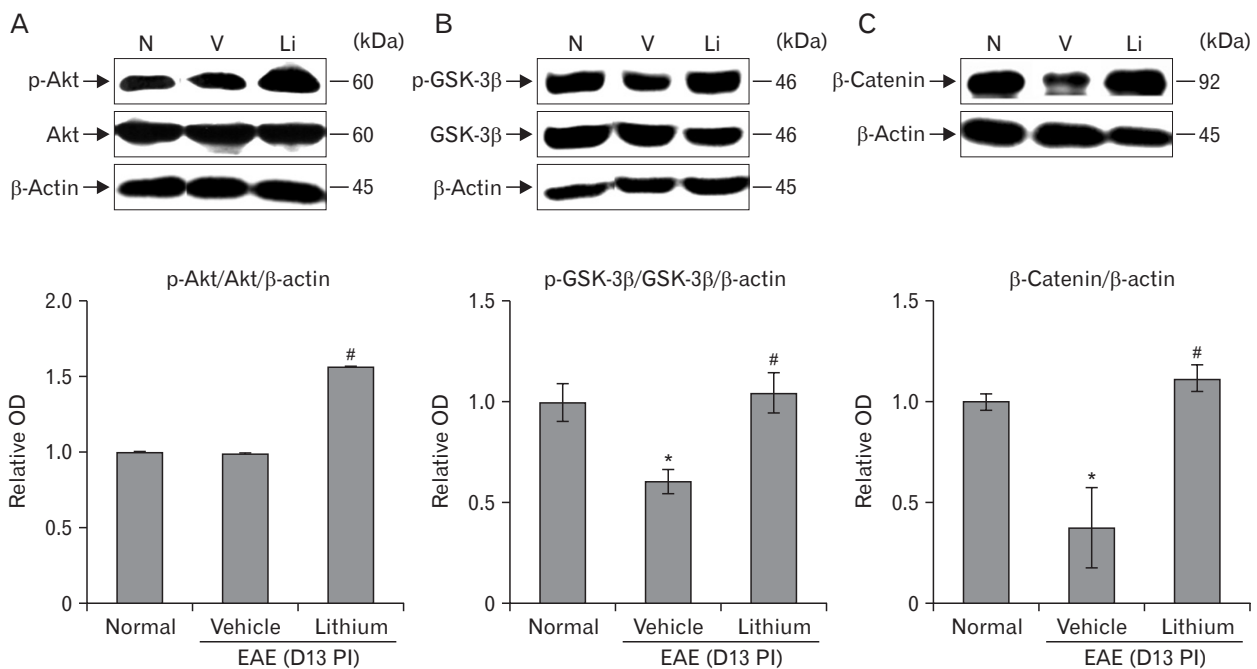 A
N V Li (kDa)
p-Akt 60
Akt 60
β-Actin 45
p-Akt/Akt/β-actin
Relative OD
2.0
1.5
1.0
0.5
0
Normal Vehicle Lithium
EAE (D13 PI)
#
B
N V Li (kDa)
p-GSK-3β 46
GSK-3β 46
β-Actin 45
p-GSK-3β/GSK-3β/β-actin
Relative OD
1.5
1.0
0.5
0
Normal Vehicle Lithium
EAE (D13 PI)
*
#
C
N V Li (kDa)
β-Catenin 92
β-Actin 45
β-Catenin/β-actin
Relative OD
1.5
1.0
0.5
0
Normal Vehicle Lithium
EAE (D13 PI)
*
#